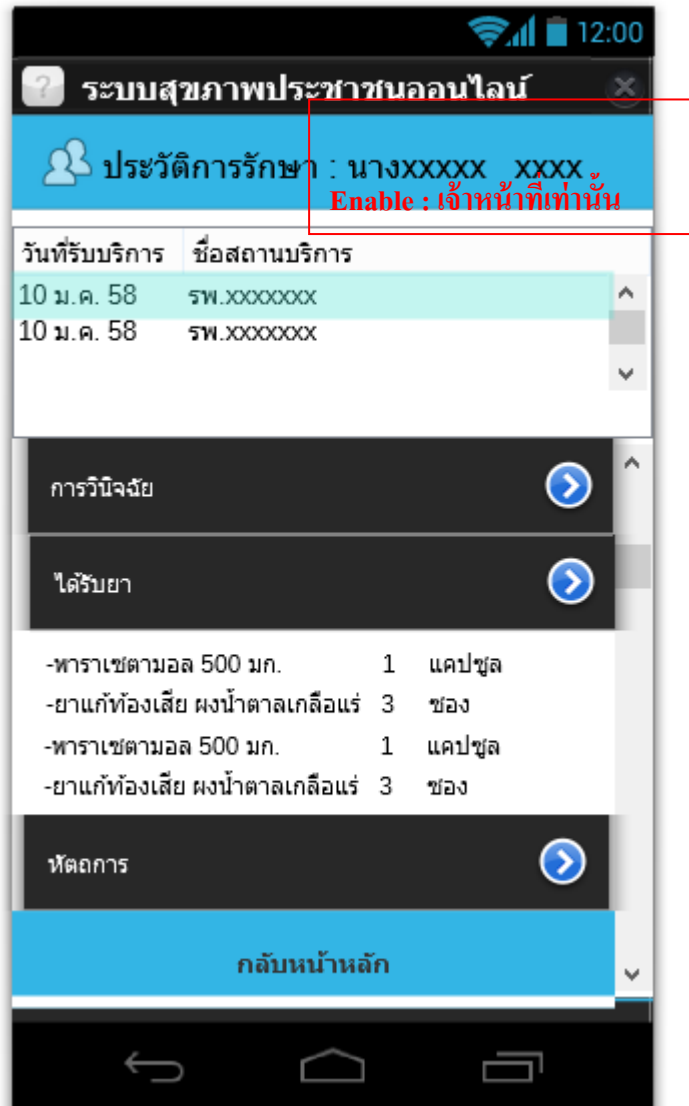 12:00
? ระบบสุขภาพประชาชนออนไลน์
ประวัติการรักษา : นางxxxxx xxxx
Enable : เจ้าหน้าที่เท่านั้น
วันที่รับบริการ ชื่อสถานบริการ
10 ม.ค. 58 รพ.xxxxxxx
10 ม.ค. 58 รพ.xxxxxxx
การวินิจฉัย
ได้รับยา
-พาราเซตามอล 500 มก. 1 แคปซูล
-ยาแก้ท้องเสีย ผงน้ำตาลเกลือแร่ 3 ซอง
-พาราเซตามอล 500 มก. 1 แคปซูล
-ยาแก้ท้องเสีย ผงน้ำตาลเกลือแร่ 3 ซอง
หัตถการ
กลับหน้าหลัก